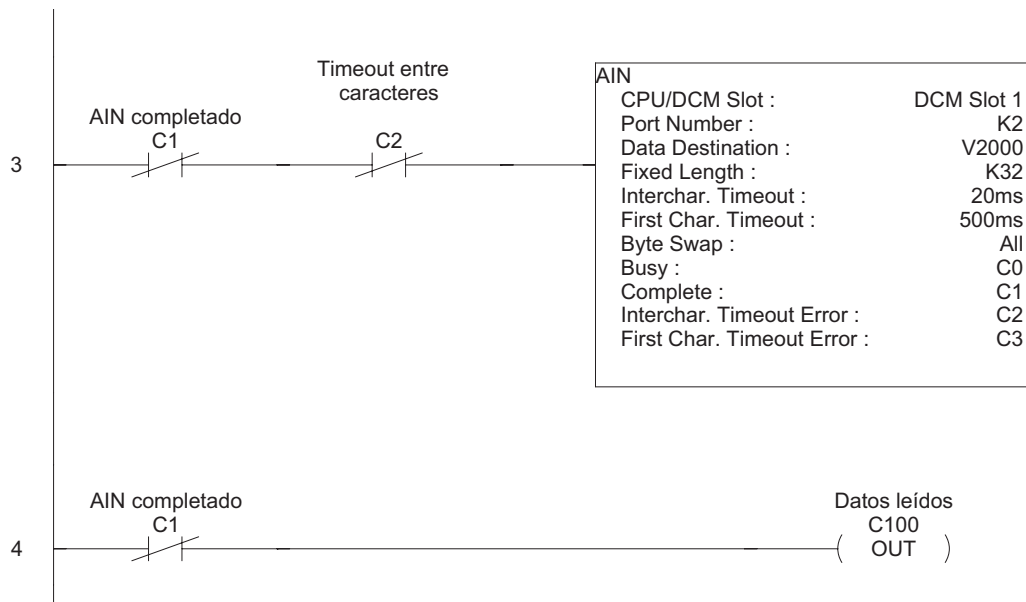 3
AIN completado
C1
Timeout entre
caracteres
C2
AIN
CPU/DCM Slot : DCM Slot 1
Port Number : K2
Data Destination : V2000
Fixed Length : K32
Interchar. Timeout : 20ms
First Char. Timeout : 500ms
Byte Swap : All
Busy : C0
Complete : C1
Interchar. Timeout Error : C2
First Char. Timeout Error : C3
4
AIN completado
C1
Datos leídos
C100
( OUT )